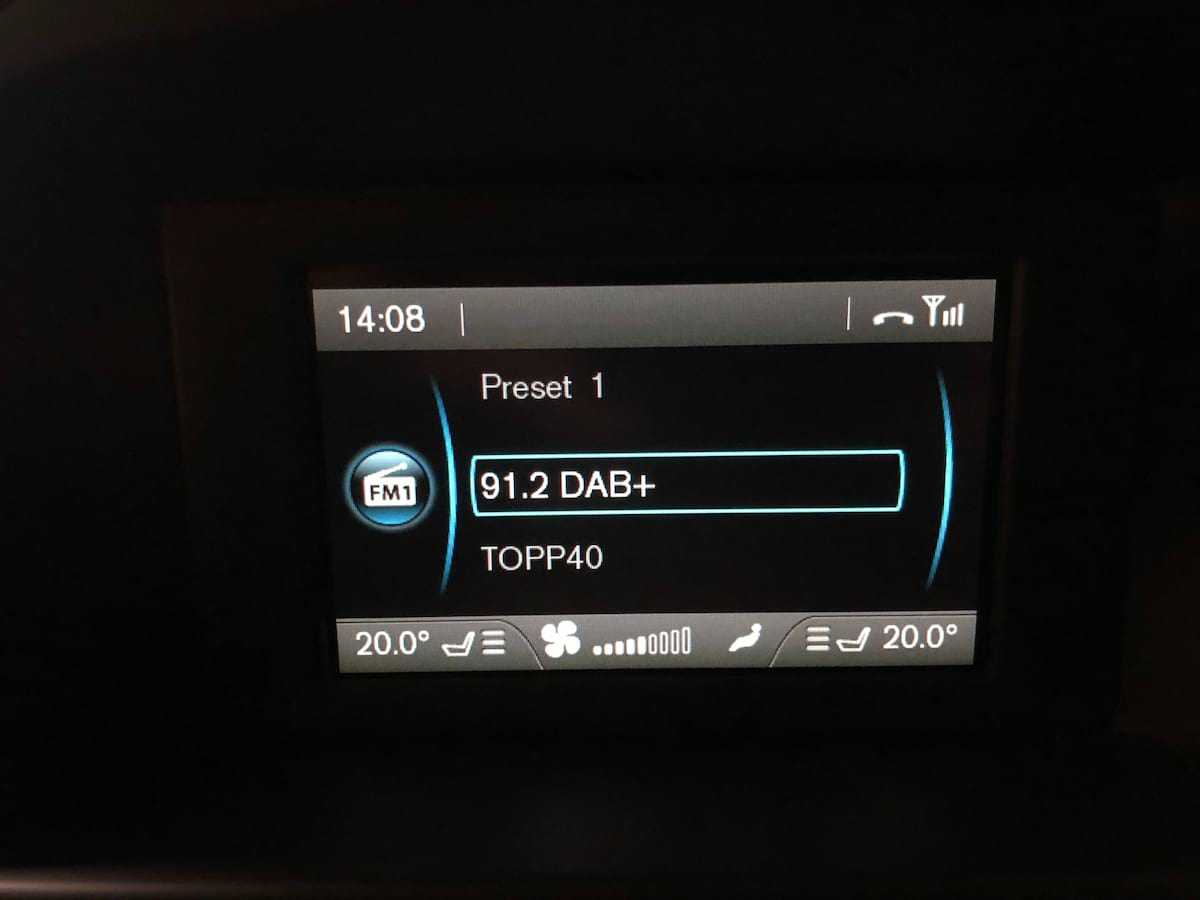 14:08
Preset 1
FM1
91.2 DAB+
TOPP40
20.0° 20.0°